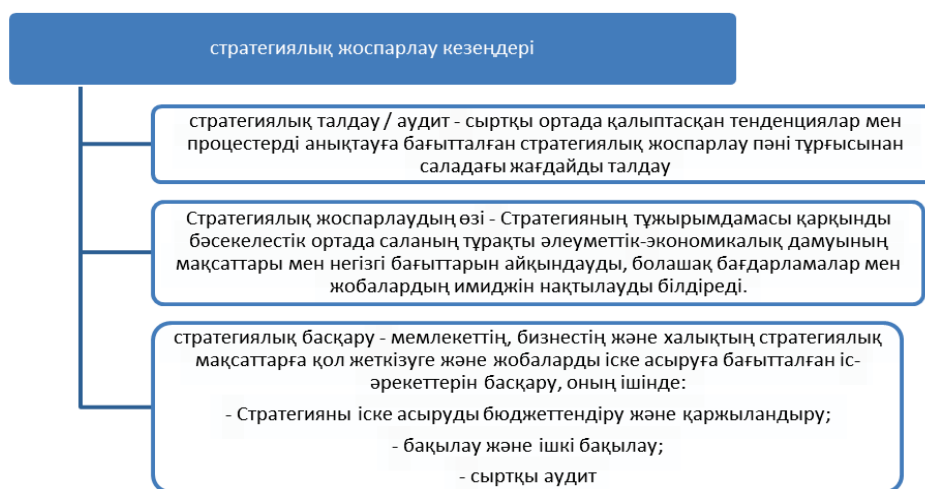 стратегиялық жоспарлау кезеңдері
стратегиялық талдау / аудит - сыртқы ортада қалыптасқан тенденциялар мен
процестерді анықтауға бағытталған стратегиялық жоспарлау пәні тұрғысынан
саладағы жағдайды талдау
Стратегиялық жоспарлаудың өзі - Стратегияның тұжырымдамасы қарқынды
бәсекелестік ортада саланың тұрақты әлеуметтік-экономикалық дамуының
мақсаттары мен негізгі бағыттарын айқындауды, болашақ бағдарламалар мен
жобалардың имиджін нақтылауды білдіреді.
стратегиялық басқару - мемлекеттің, бизнестің және халықтың стратегиялық
мақсаттарға қол жеткізуге және жобаларды іске асыруға бағытталған іс-
әрекеттерін басқару, оның ішінде:
- Стратегияны іске асыруды бюджеттендіру және қаржыландыру;
- бақылау және ішкі бақылау;
- сыртқы аудит